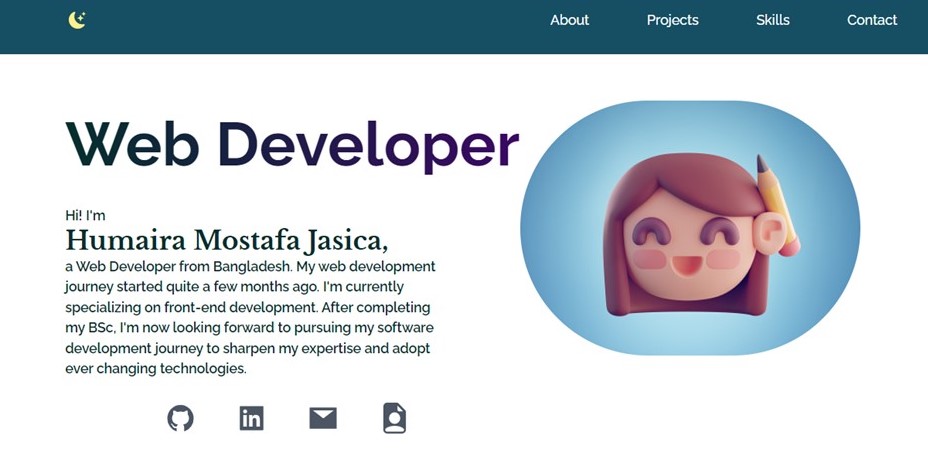 About Projects Skills Contact
Web Developer
Hi! I'm
Humaira Mostafa Jasica,
a Web Developer from Bangladesh. My web development
journey started quite a few months ago. I'm currently
specializing on front-end development. After completing
my BSc, I'm now looking forward to pursuing my software
development journey to sharpen my expertise and adopt
ever changing technologies.
in